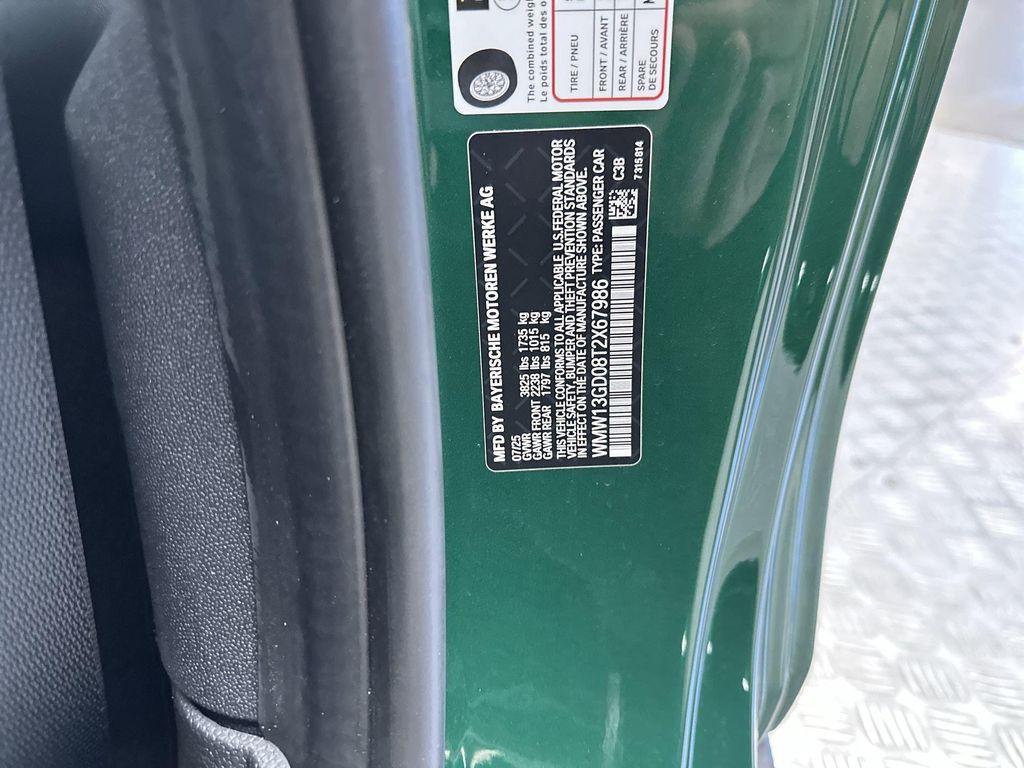 The combined weigh
Le poids total des o
TIRE / PNEU
FRONT / AVANT
REAR / ARRIÈRE
SPARE
DE SECOURS
MFD BY BAYERISCHE MOTOREN WERKE AG
07/25
GVWR 3825 lbs 1735 kg
GAWR FRONT 2238 lbs 1015 kg
GAWR REAR 1797 lbs 815 kg
THIS VEHICLE CONFORMS TO ALL APPLICABLE U.S.FEDERAL MOTOR
VEHICLE SAFETY, BUMPER AND THEFT PREVENTION STANDARDS
IN EFFECT ON THE DATE OF MANUFACTURE SHOWN ABOVE.
WMW13GD08T2X67986 TYPE: PASSENGER CAR
C3B
7315814